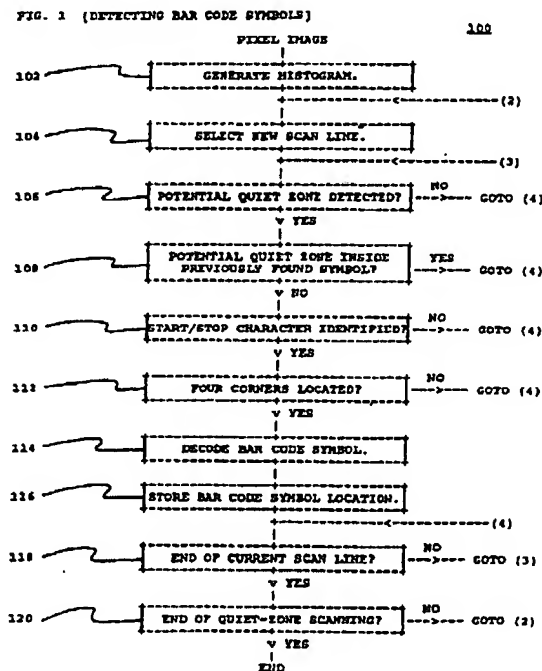 FIG. 1 [DETECTING BAR CODE SYMBOLS]
100
PIXEL IMAGE
102 GENERATE HISTOGRAM.
(2)
104 SELECT NEW SCAN LINE.
(3)
106 POTENTIAL QUIET ZONE DETECTED? NO GOTO (4)
YES
108 POTENTIAL QUIET ZONE INSIDE
PREVIOUSLY FOUND SYMBOL? YES GOTO (4)
NO
110 START/STOP CHARACTER IDENTIFIED? NO GOTO (4)
YES
112 FOUR CORNERS LOCATED? NO GOTO (4)
YES
114 DECODE BAR CODE SYMBOL.
116 STORE BAR CODE SYMBOL LOCATION.
(4)
118 END OF CURRENT SCAN LINE? NO GOTO (3)
YES
120 END OF QUIET-ZONE SCANNING? NO GOTO (2)
YES
END